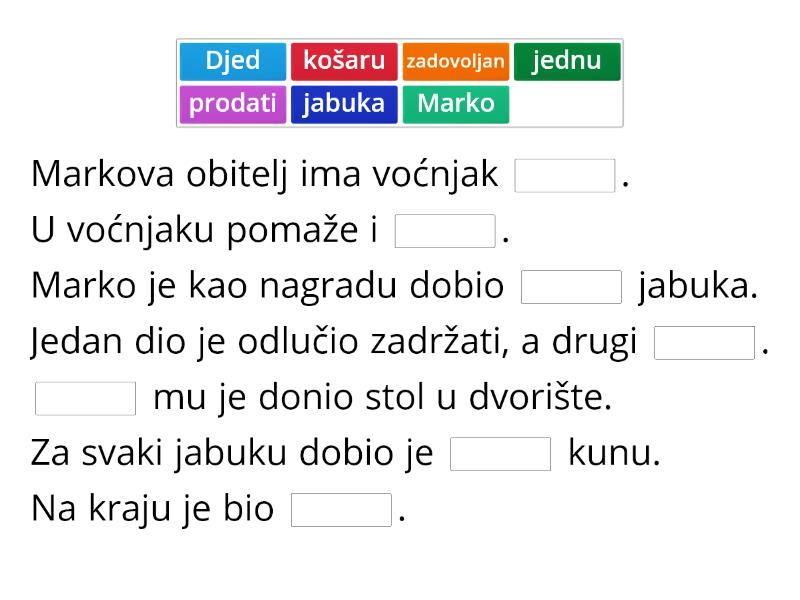 Djed košaru zadovoljan jednu
prodati jabuka Marko
Markova obitelj ima voćnjak .
U voćnjaku pomaže i .
Marko je kao nagradu dobio jabuka.
Jedan dio je odlučio zadržati, a drugi .
mu je donio stol u dvorište.
Za svaki jabuku dobio je kunu.
Na kraju je bio .